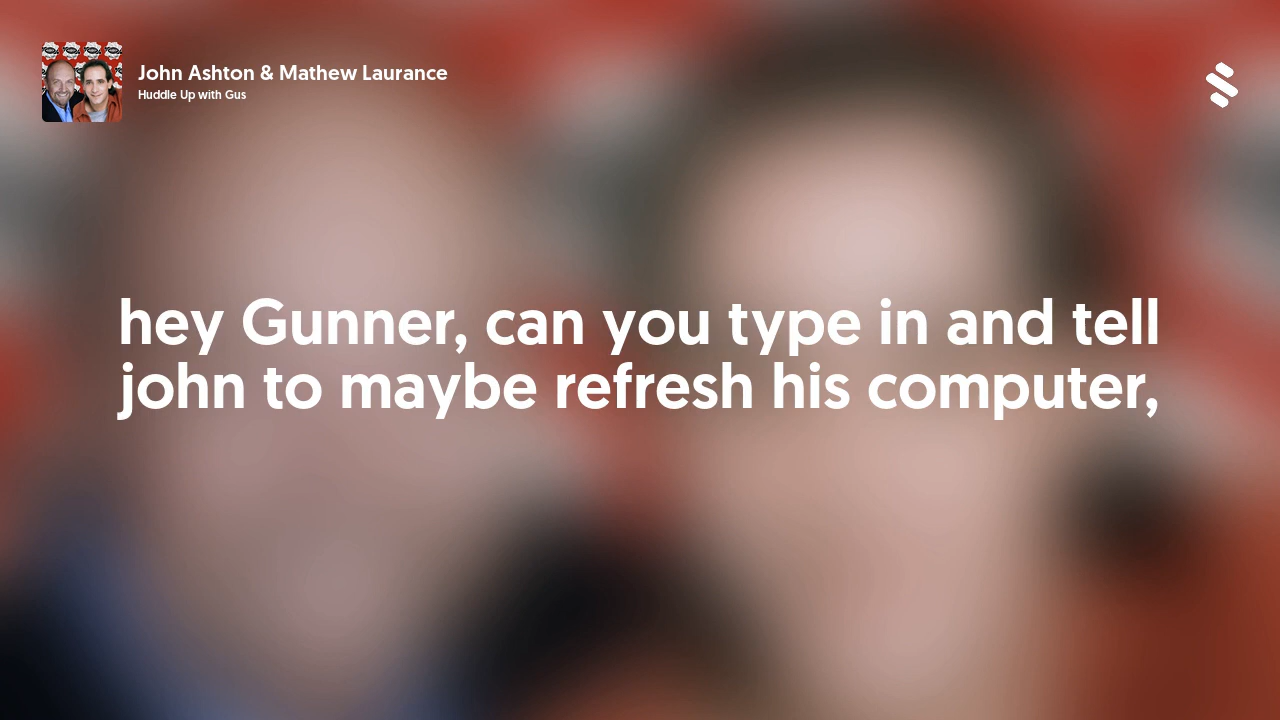 John Ashton & Mathew Laurance
Huddle Up with Gus
hey Gunner, can you type in and tell
john to maybe refresh his computer,